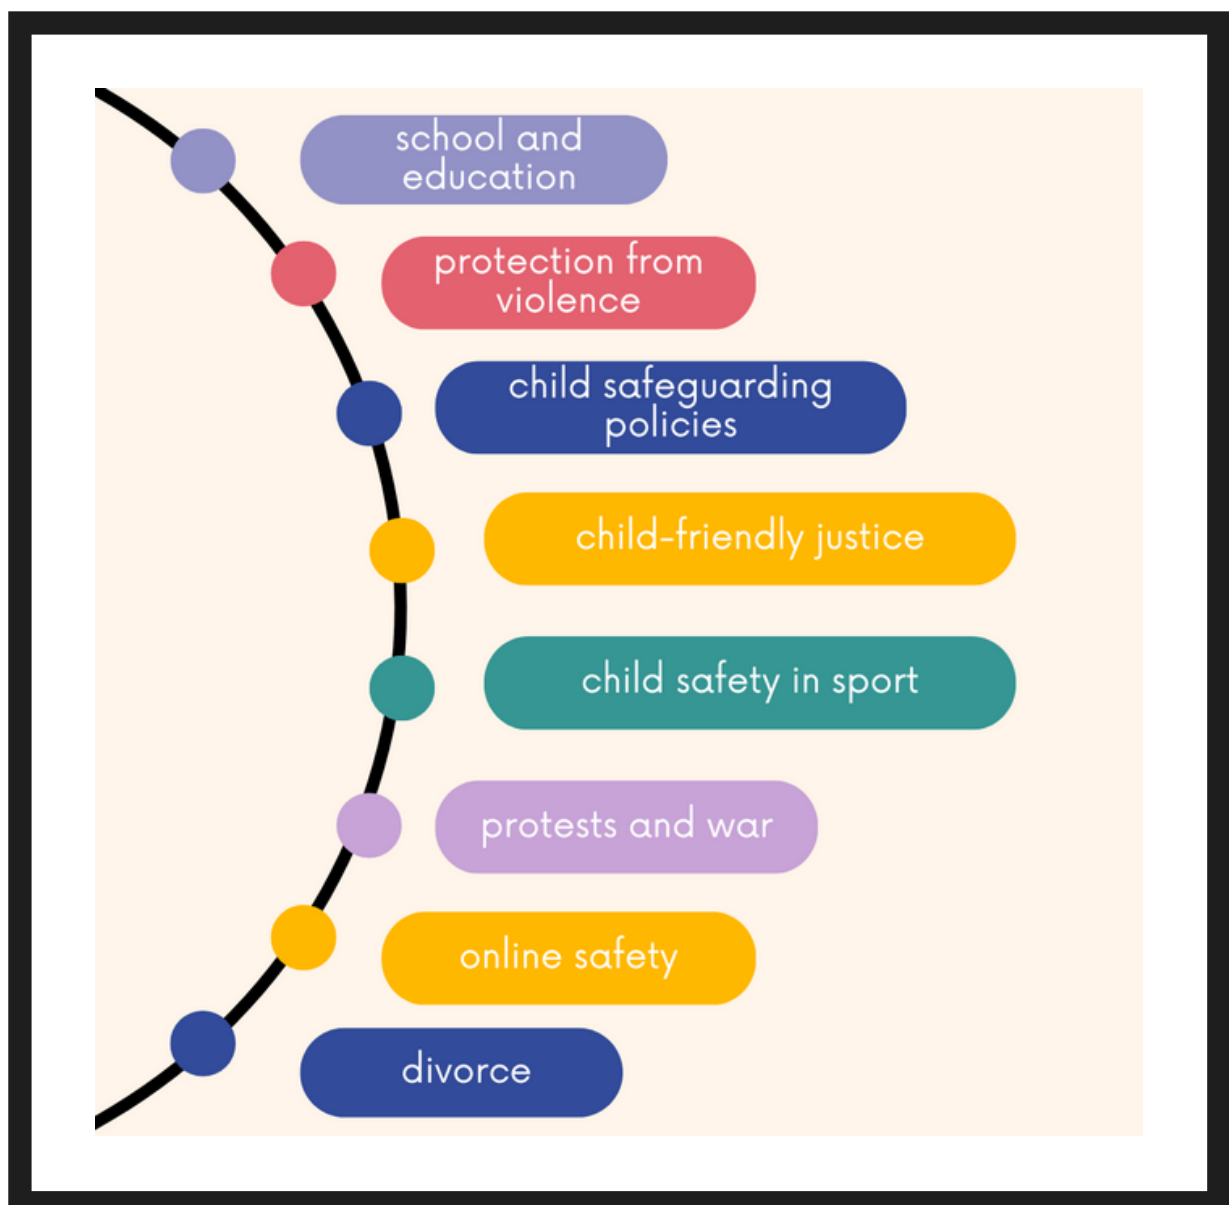 school and
education
protection from
violence
child safeguarding
policies
child-friendly justice
child safety in sport
protests and war
online safety
divorce